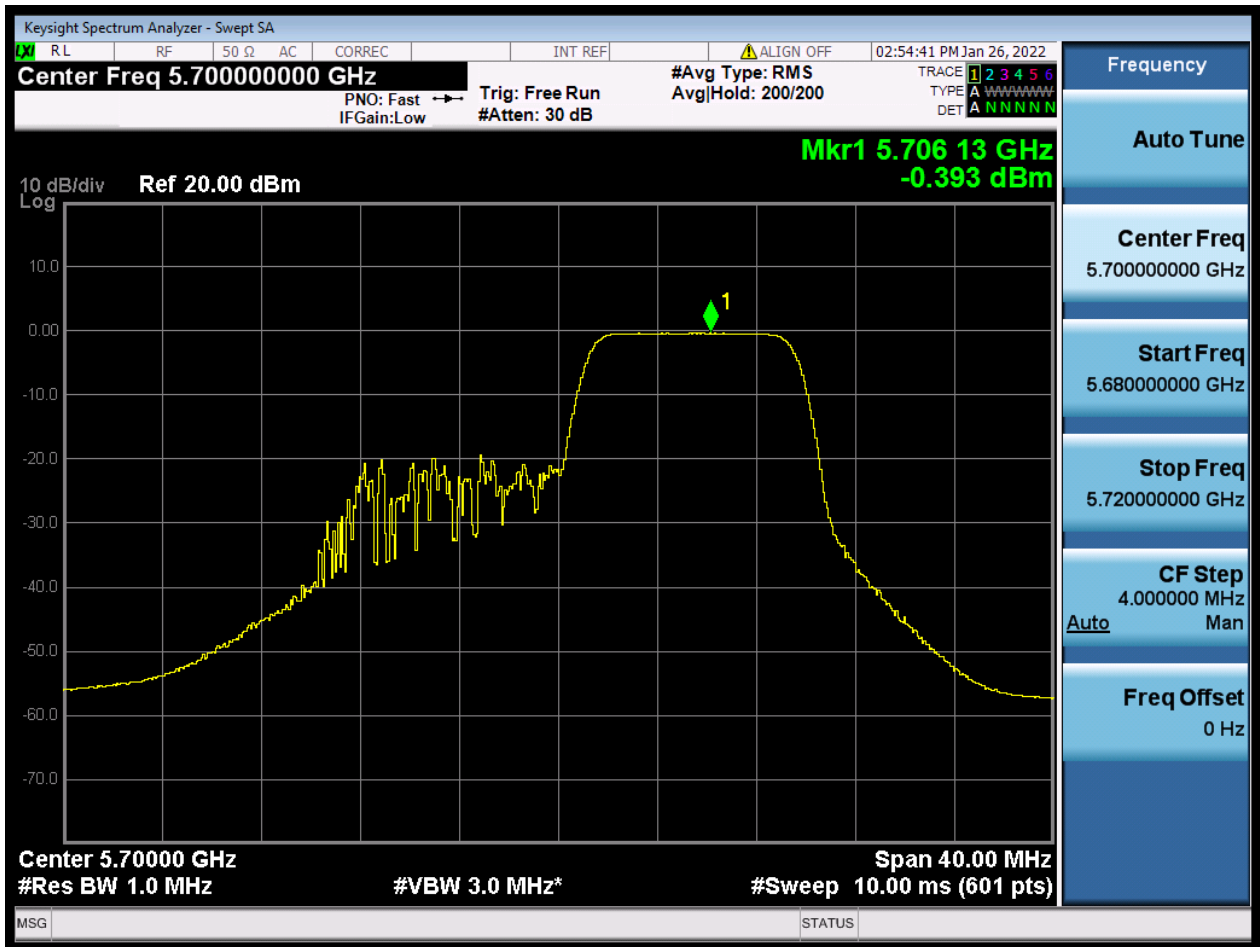 Keysight Spectrum Analyzer - Swept SA
LXI RL RF 50 Ω AC CORREC INT REF ALIGN OFF 02:54:41 PM Jan 26, 2022
Center Freq 5.700000000 GHz
PNO: Fast
IFGain:Low
Trig: Free Run
#Atten: 30 dB
#Avg Type: RMS
Avg|Hold: 200/200
TRACE 1 2 3 4 5 6
TYPE A WWWWW
DET A N N N N N
Mkr1 5.706 13 GHz
-0.393 dBm
10 dB/div Ref 20.00 dBm
Log
10.0
0.00
-10.0
-20.0
-30.0
-40.0
-50.0
-60.0
-70.0
1
Center 5.70000 GHz Span 40.00 MHz
#Res BW 1.0 MHz #VBW 3.0 MHz* #Sweep 10.00 ms (601 pts)
MSG STATUS
Frequency
Auto Tune
Center Freq
5.700000000 GHz
Start Freq
5.680000000 GHz
Stop Freq
5.720000000 GHz
CF Step
4.000000 MHz
Auto Man
Freq Offset
0 Hz